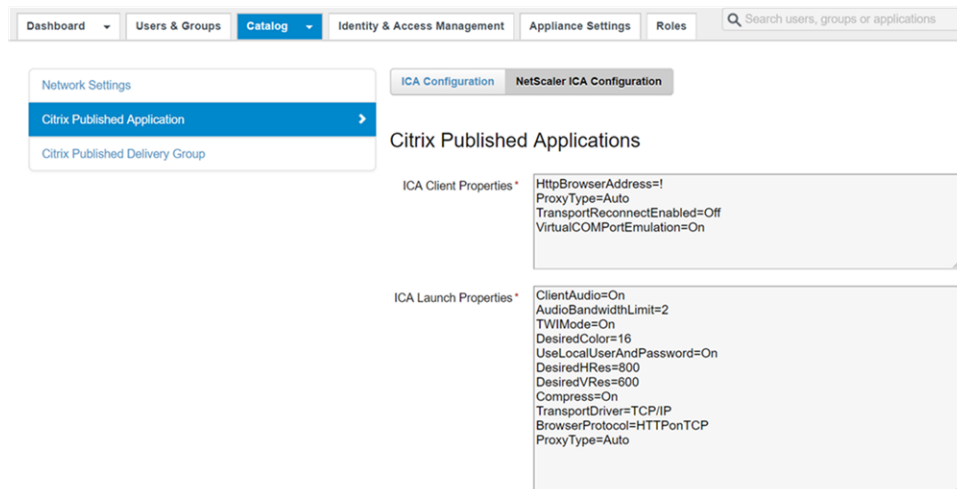 Dashboard Users & Groups Catalog Identity & Access Management Appliance Settings Roles Search users, groups or applications
Network Settings
Citrix Published Application
Citrix Published Delivery Group
ICA Configuration NetScaler ICA Configuration
Citrix Published Applications
ICA Client Properties *
HttpBrowserAddress=!
ProxyType=Auto
TransportReconnectEnabled=Off
VirtualCOMPortEmulation=On
ICA Launch Properties *
ClientAudio=On
AudioBandwidthLimit=2
TWIMode=On
DesiredColor=16
UseLocalUserAndPassword=On
DesiredHRes=800
DesiredVRes=600
Compress=On
TransportDriver=TCP/IP
BrowserProtocol=HTTPonTCP
ProxyType=Auto